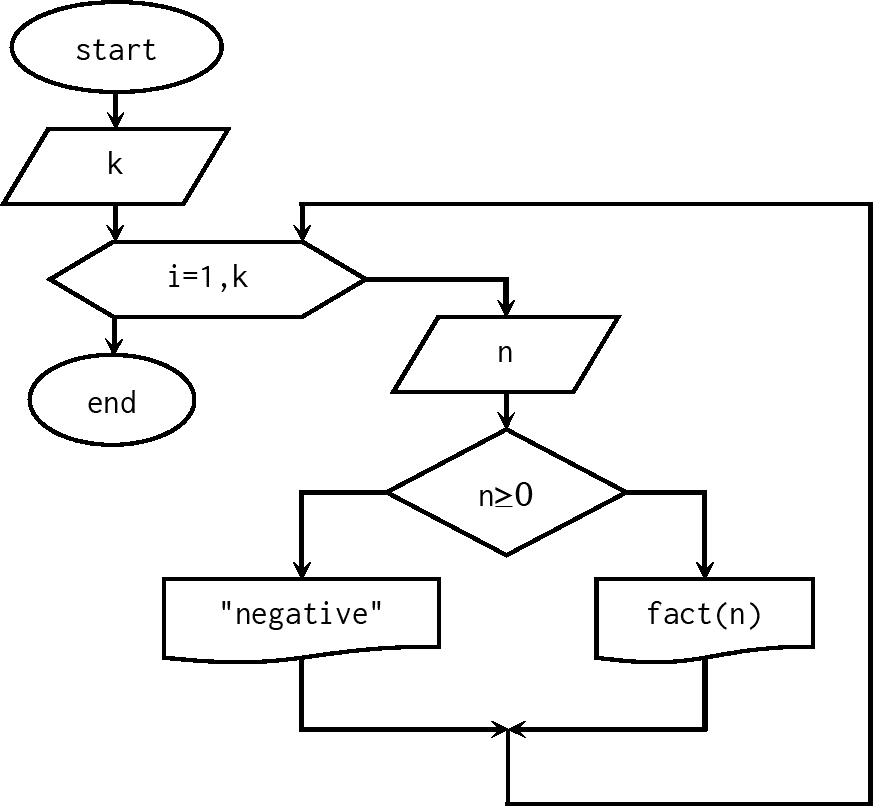 start
k
i=1,k
n
end
n≥0
"negative"
fact(n)